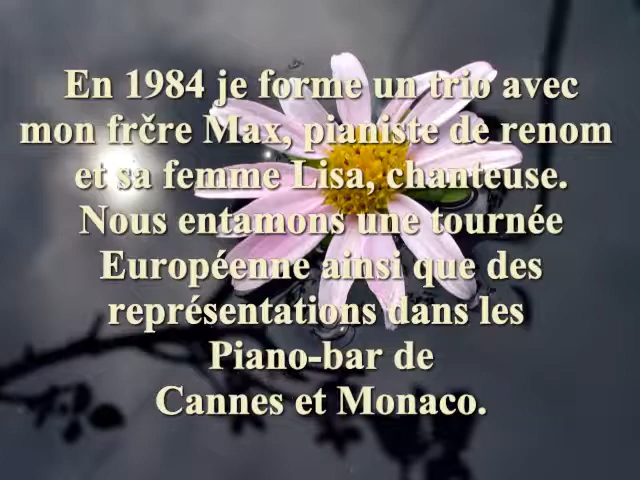 En 1984 je forme un trio avec
mon frčre Max, pianiste de renom
et sa femme Lisa, chanteuse.
Nous entamons une tournée
Européenne ainsi que des
représentations dans les
Piano-bar de
Cannes et Monaco.